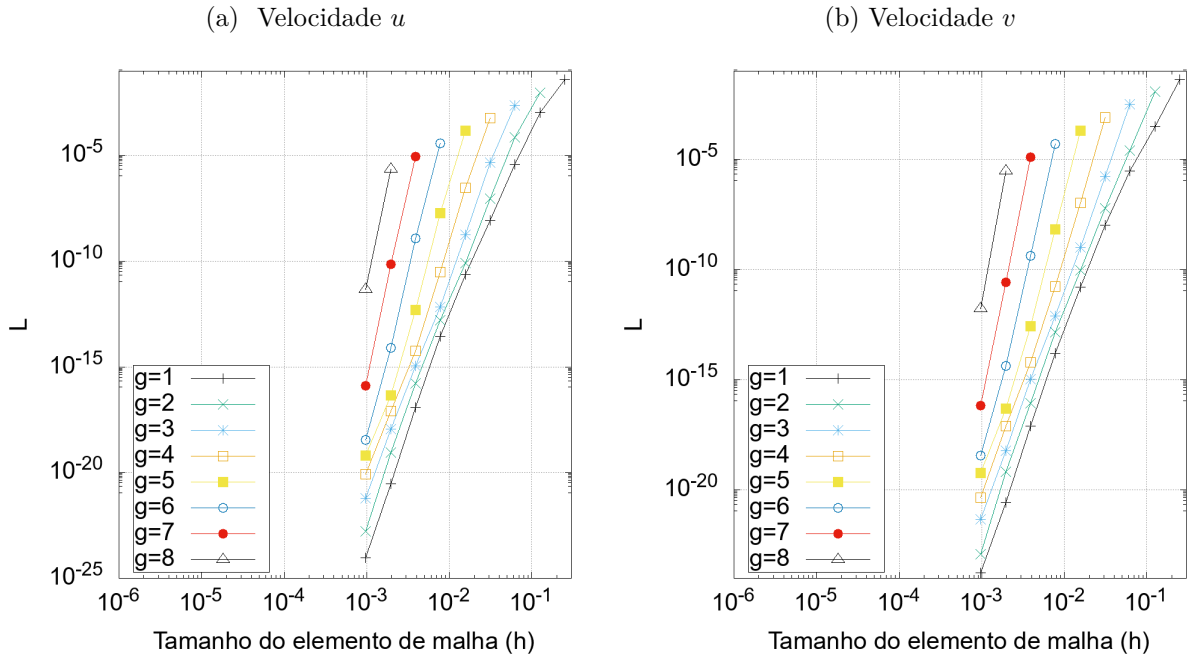 (a) Velocidade u
L
10^-5
10^-10
10^-15
10^-20
10^-25
g=1
g=2
g=3
g=4
g=5
g=6
g=7
g=8
10^-6 10^-5 10^-4 10^-3 10^-2 10^-1
Tamanho do elemento de malha (h)
(b) Velocidade v
L
10^-5
10^-10
10^-15
10^-20
g=1
g=2
g=3
g=4
g=5
g=6
g=7
g=8
10^-6 10^-5 10^-4 10^-3 10^-2 10^-1
Tamanho do elemento de malha (h)